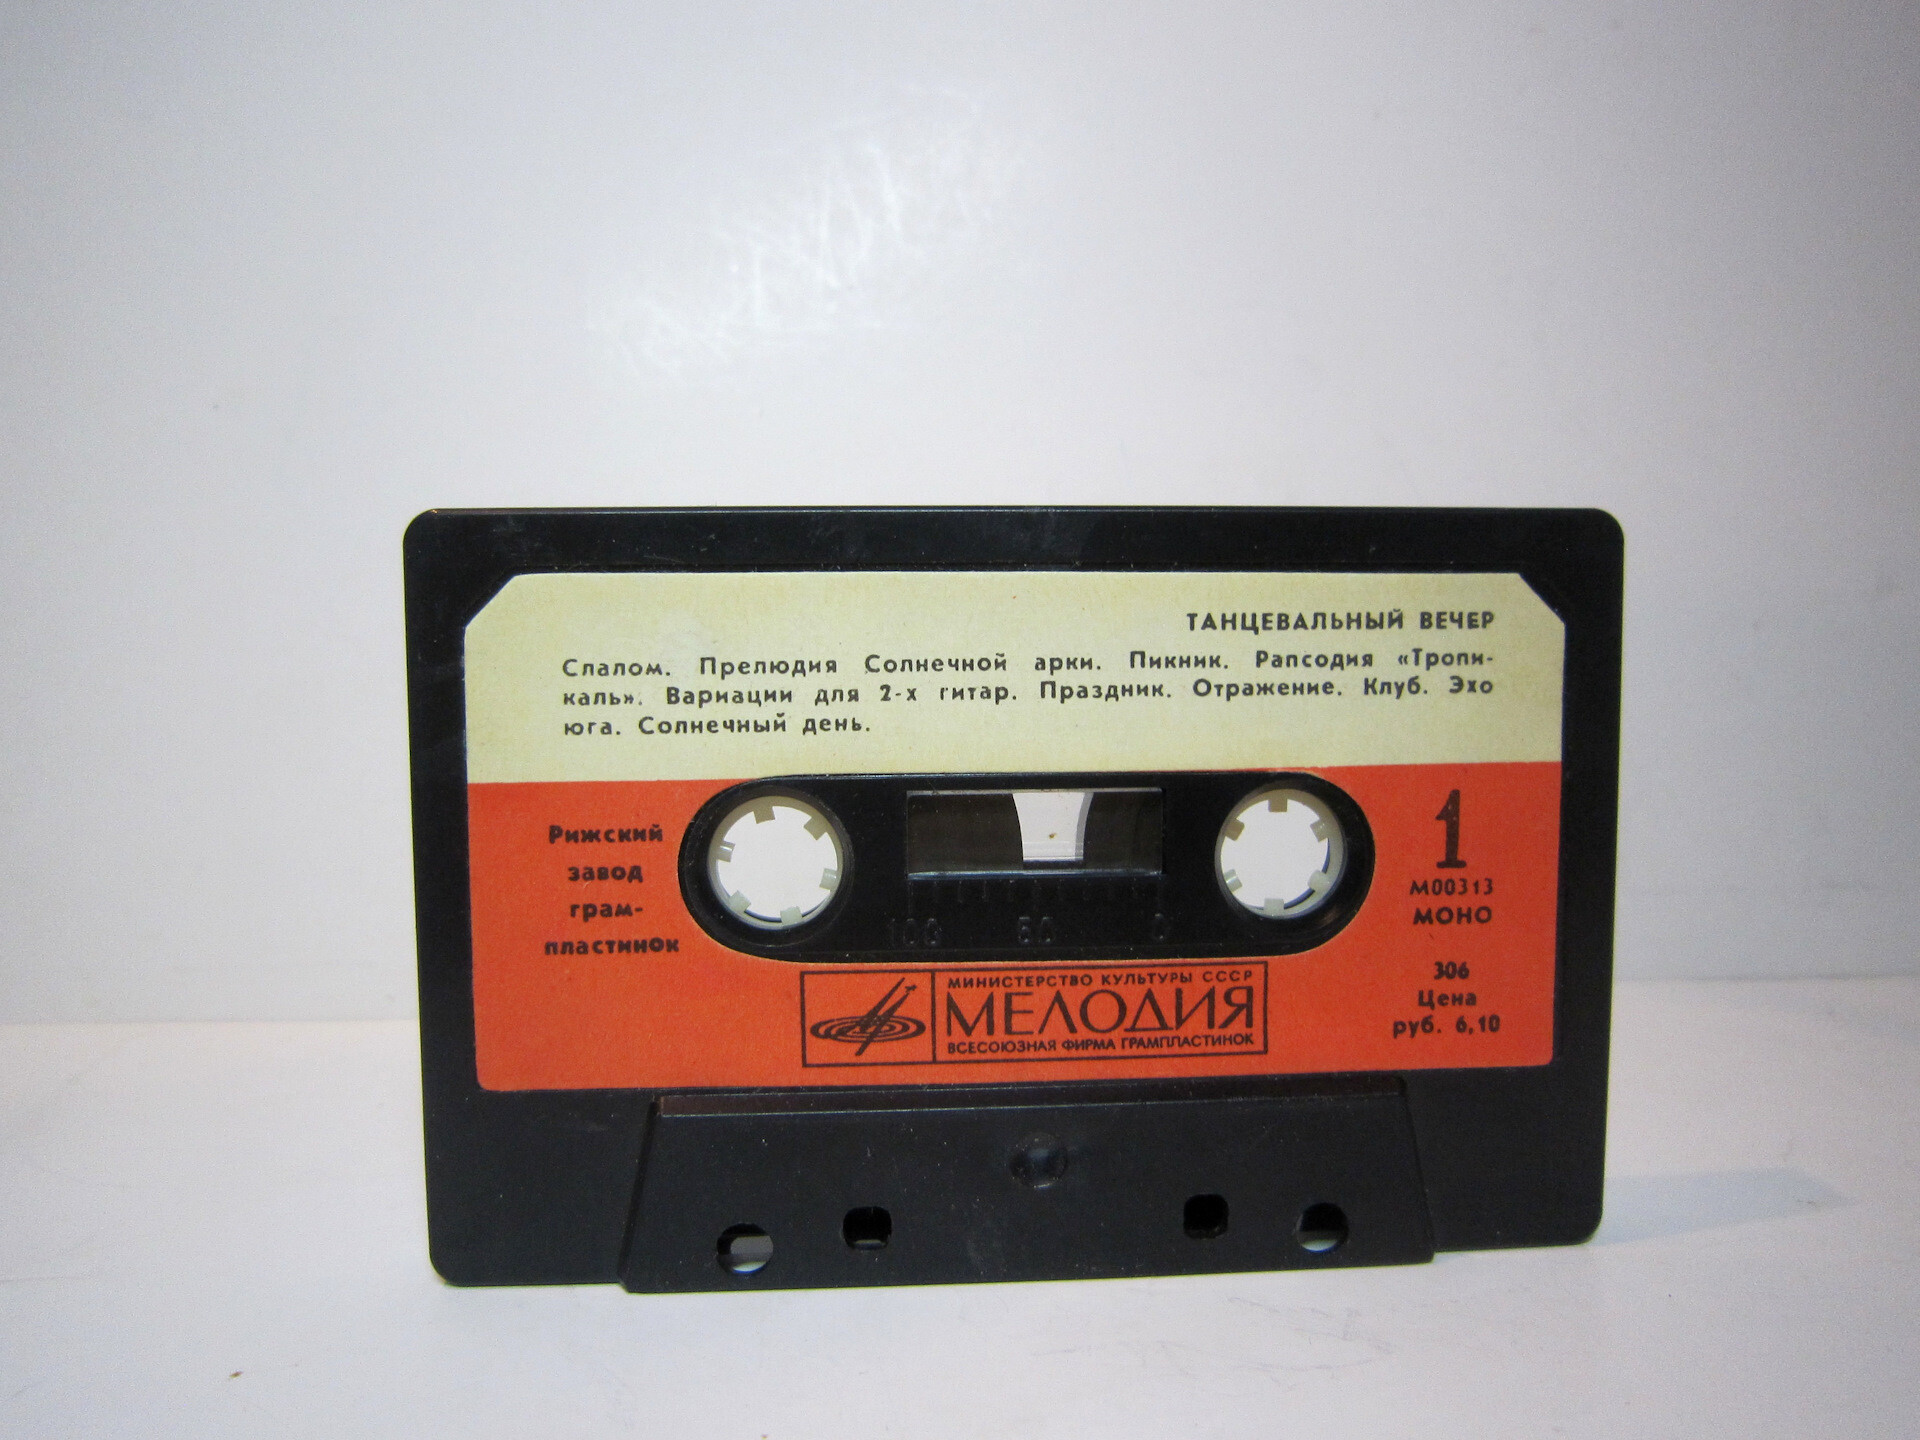 ТАНЦЕВАЛЬНЫЙ ВЕЧЕР
Слалом. Прелюдия Солнечной арки. Пикник. Рапсодия «Тропи-
каль». Вариации для 2-х гитар. Праздник. Отражение. Клуб. Эхо
юга. Солнечный день.
Рижский
завод
грам-
пластинок
1
М00313
МОНО
306
Цена
руб. 6,10
100 50 0
МИНИСТЕРСТВО КУЛЬТУРЫ СССР
МЕЛОДИЯ
ВСЕСОЮЗНАЯ ФИРМА ГРАМПЛАСТИНОК